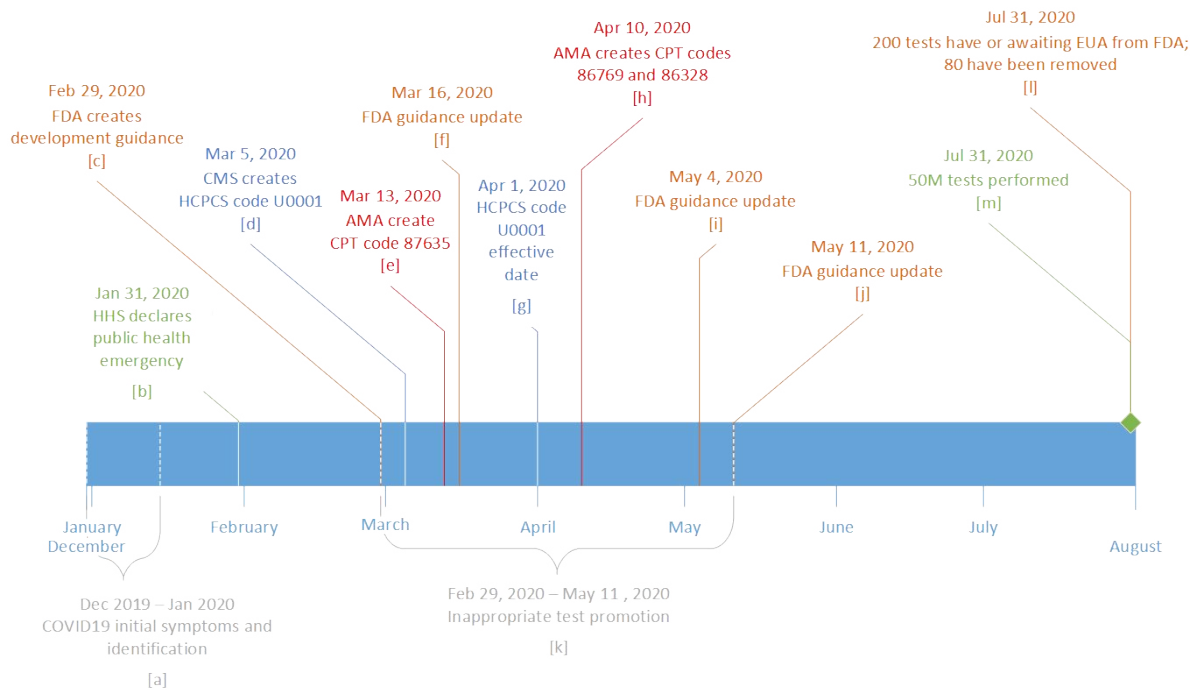 Jul 31, 2020
200 tests have or awaiting EUA from FDA;
80 have been removed
[l]
Apr 10, 2020
AMA creates CPT codes
86769 and 86328
[h]
Feb 29, 2020
FDA creates
development guidance
[c]
Mar 16, 2020
FDA guidance update
[f]
Mar 5, 2020
CMS creates
HCPCS code U0001
[d]
Jul 31, 2020
50M tests performed
[m]
Mar 13, 2020
AMA create
CPT code 87635
[e]
Apr 1, 2020
HCPCS code
U0001
effective
date
[g]
May 4, 2020
FDA guidance update
[i]
May 11, 2020
FDA guidance update
[j]
Jan 31, 2020
HHS declares
public health
emergency
[b]
January
February
March
April
May
June
July
December
August
Dec 2019 – Jan 2020
COVID19 initial symptoms and
identification
[a]
Feb 29, 2020 – May 11 , 2020
Inappropriate test promotion
[k]